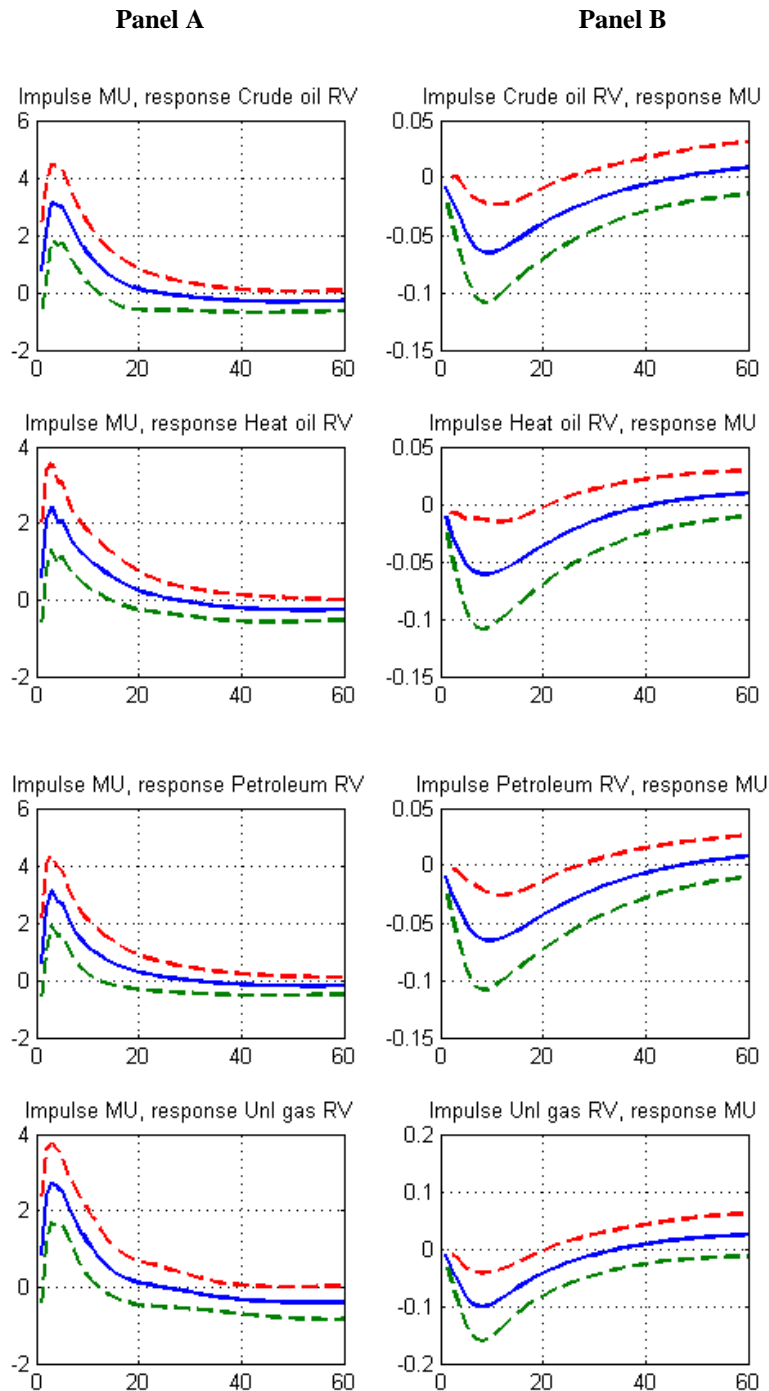 Panel A Panel B
Impulse MU, response Crude oil RV
6
4
2
0
-2
0 20 40 60
Impulse Crude oil RV, response MU
0.05
0
-0.05
-0.1
-0.15
0 20 40 60
Impulse MU, response Heat oil RV
4
2
0
-2
0 20 40 60
Impulse Heat oil RV, response MU
0.05
0
-0.05
-0.1
-0.15
0 20 40 60
Impulse MU, response Petroleum RV
6
4
2
0
-2
0 20 40 60
Impulse Petroleum RV, response MU
0.05
0
-0.05
-0.1
-0.15
0 20 40 60
Impulse MU, response Unl gas RV
4
2
0
-2
0 20 40 60
Impulse Unl gas RV, response MU
0.2
0.1
0
-0.1
-0.2
0 20 40 60